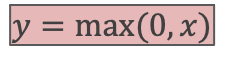 y = max(0, x)